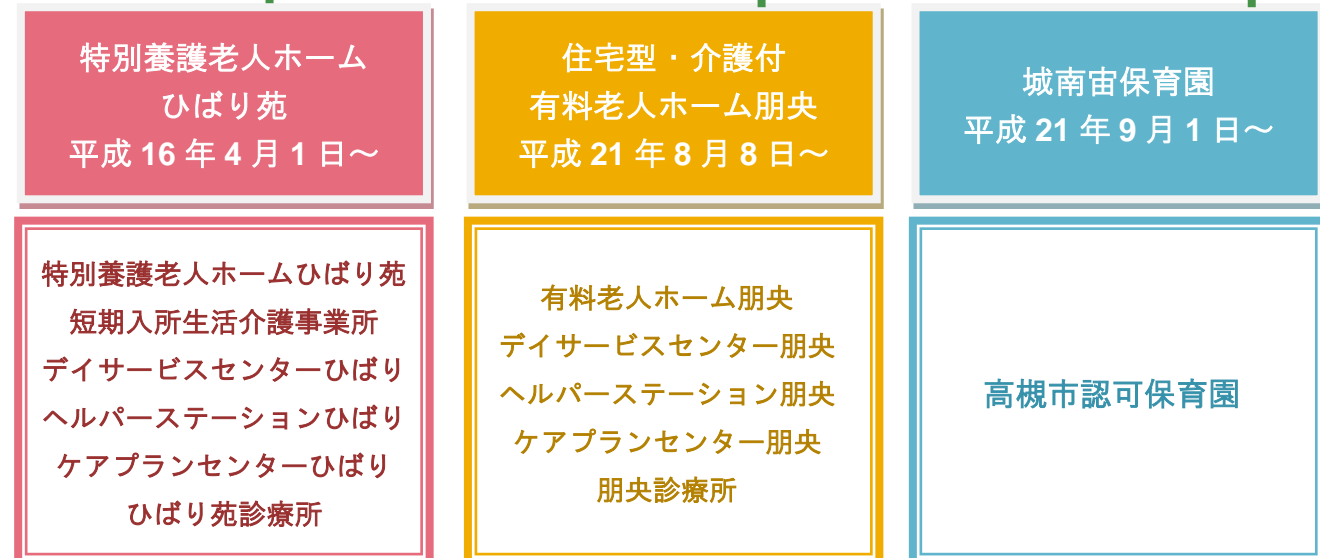 特別養護老人ホーム
ひばり苑
平成 16 年 4 月 1 日～
住宅型・介護付
有料老人ホーム朋央
平成 21 年 8 月 8 日～
城南宙保育園
平成 21 年 9 月 1 日～
特別養護老人ホームひばり苑
短期入所生活介護事業所
デイサービスセンターひばり
ヘルパーステーションひばり
ケアプランセンターひばり
ひばり苑診療所
有料老人ホーム朋央
デイサービスセンター朋央
ヘルパーステーション朋央
ケアプランセンター朋央
朋央診療所
高槻市認可保育園